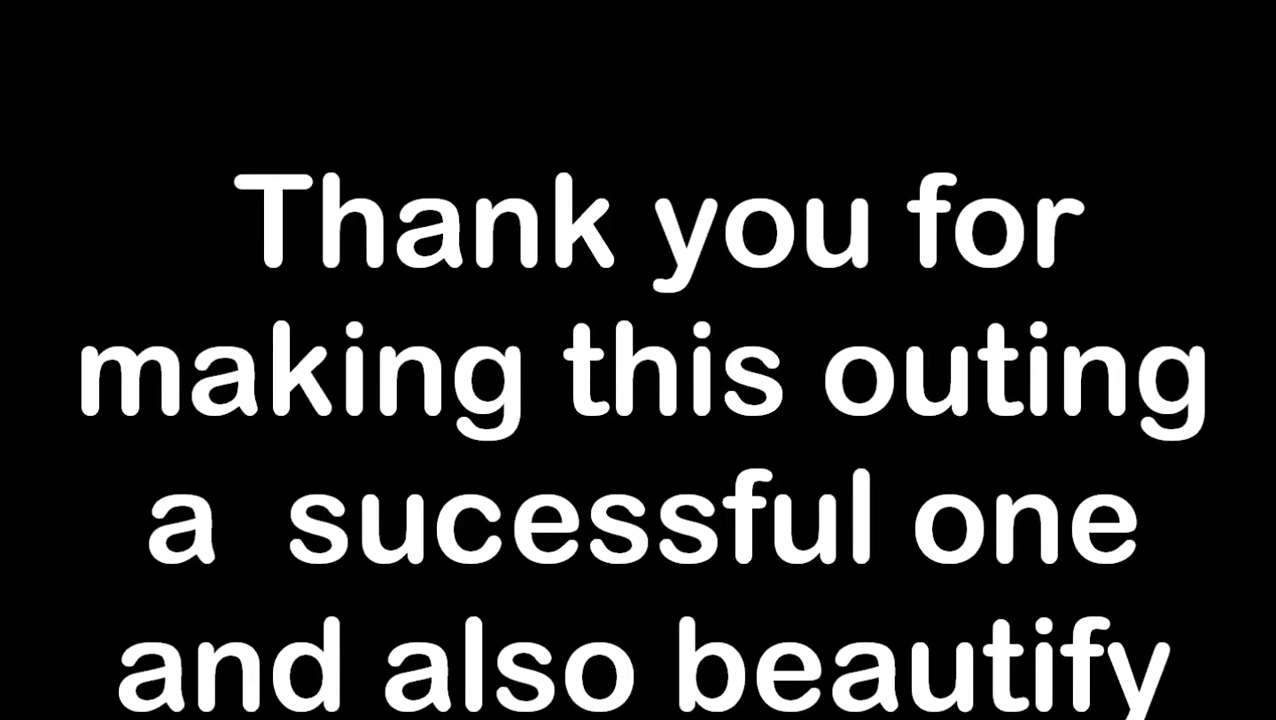 Thank you for
making this outing
a  sucessful one
and also beautify